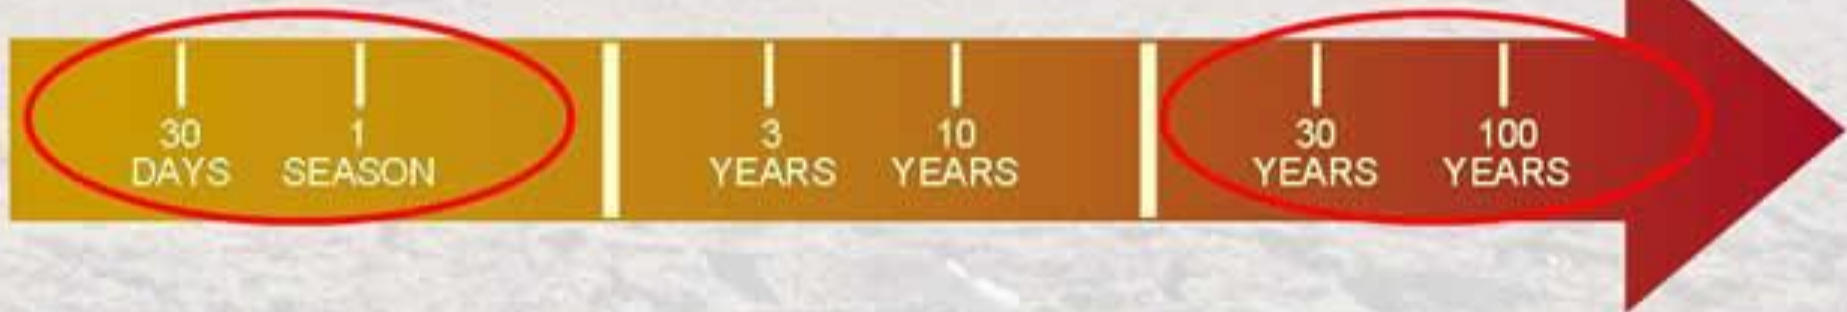 30 DAYS
1 SEASON
3 YEARS
10 YEARS
30 YEARS
100 YEARS